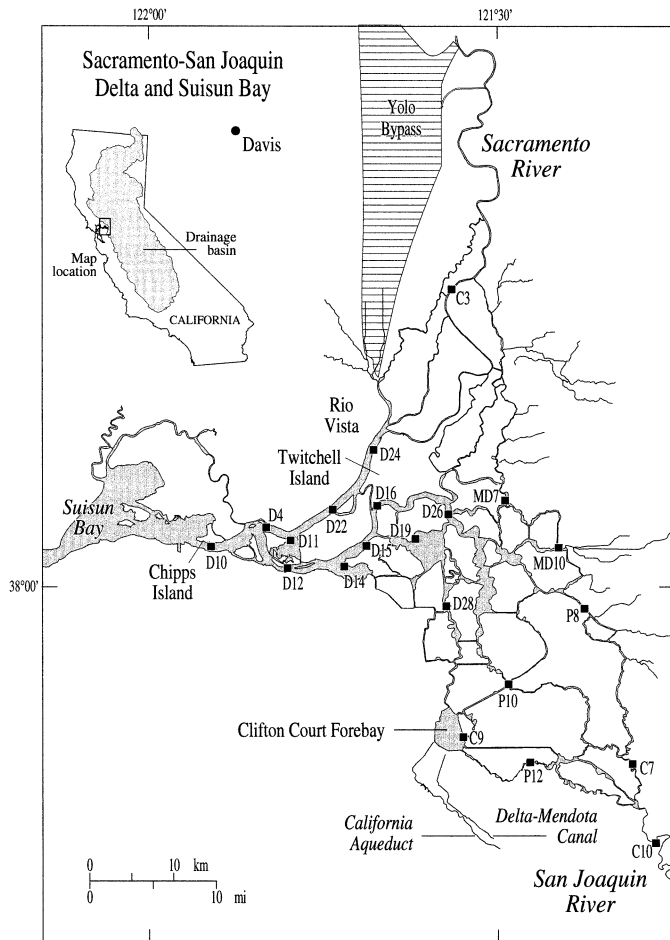 122°00'
121°30'
Sacramento-San Joaquin
Delta and Suisun Bay
Davis
Yolo
Bypass
Sacramento
River
Drainage
basin
Map
location
CALIFORNIA
C3
Rio
Vista
D24
Twitchell
Island
D16
MD7
Suisun
Bay
D4
D22
D26
D11
D19
D15
D10
MD10
Chipps
Island
D12
D14
38°00'
D28
P8
P10
Clifton Court Forebay
C9
P12
C7
California
Aqueduct
Delta-Mendota
Canal
C10
0 10 km
0 10 mi
San Joaquin
River